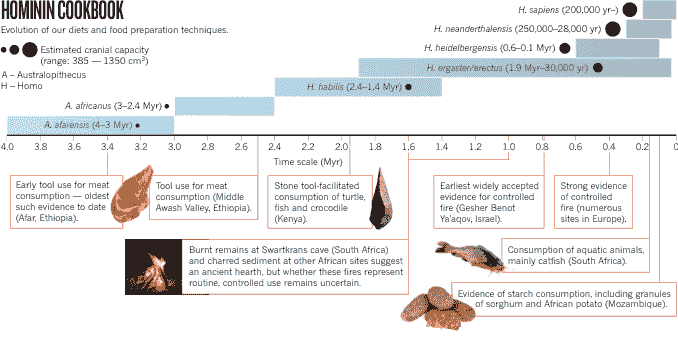 HOMININ COOKBOOK
Evolution of our diets and food preparation techniques.
Estimated cranial capacity
(range: 385 — 1350 cm³)
A – Australopithecus
H – Homo
H. sapiens (200,000 yr–)
H. neanderthalensis (250,000–28,000 yr)
H. heidelbergensis (0.6–0.1 Myr)
H. ergaster/erectus (1.9 Myr–30,000 yr)
H. habilis (2.4–1.4 Myr)
A. africanus (3–2.4 Myr)
A. afarensis (4–3 Myr)
4.0 3.8 3.6 3.4 3.2 3.0 2.8 2.6 2.4 2.2 2.0 1.8 1.6 1.4 1.2 1.0 0.8 0.6 0.4 0.2 0
Time scale (Myr)
Early tool use for meat
consumption — oldest
such evidence to date
(Afar, Ethiopia).
Tool use for meat
consumption (Middle
Awash Valley, Ethiopia).
Stone tool-facilitated
consumption of turtle,
fish and crocodile
(Kenya).
Earliest widely accepted
evidence for controlled
fire (Gesher Benot
Ya'aqov, Israel).
Strong evidence
of controlled
fire (numerous
sites in Europe).
Burnt remains at Swartkrans cave (South Africa)
and charred sediment at other African sites suggest
an ancient hearth, but whether these fires represent
routine, controlled use remains uncertain.
Consumption of aquatic animals,
mainly catfish (South Africa).
Evidence of starch consumption, including granules
of sorghum and African potato (Mozambique).